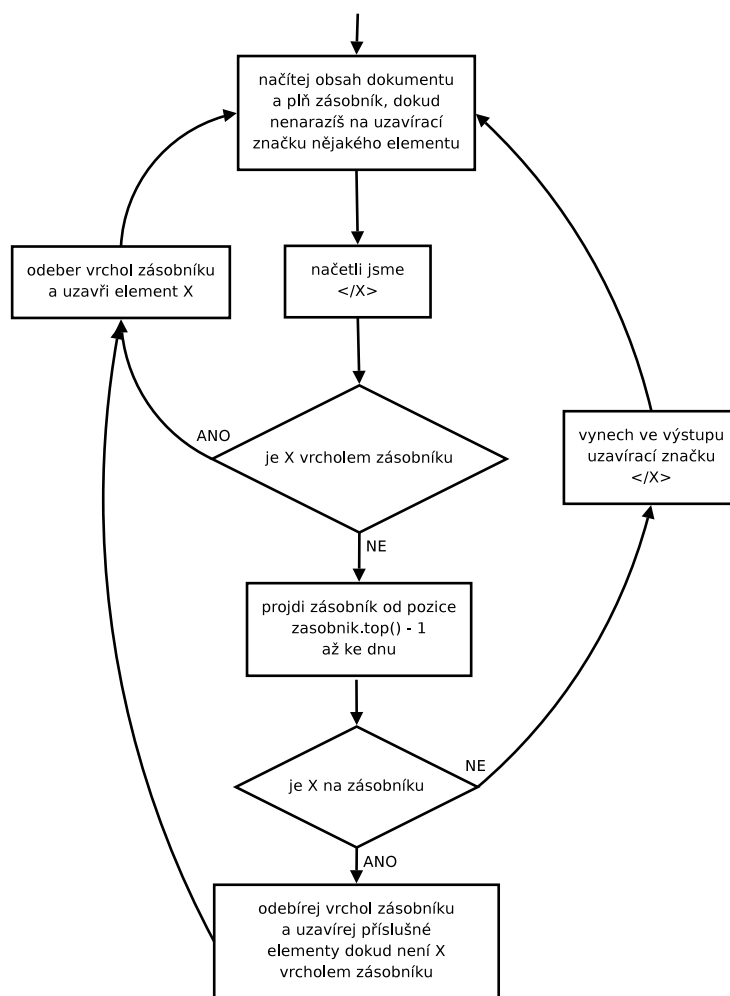 načítej obsah dokumentu
a plň zásobník, dokud
nenarazíš na uzavírací
značku nějakého elementu
odeber vrchol zásobníku
a uzavři element X
načetli jsme
</X>
ANO
je X vrcholem zásobníku
vynech ve výstupu
uzavírací značku
</X>
NE
projdi zásobník od pozice
zasobnik.top() - 1
až ke dnu
NE
je X na zásobníku
ANO
odebírej vrchol zásobníku
a uzavírej příslušné
elementy dokud není X
vrcholem zásobníku